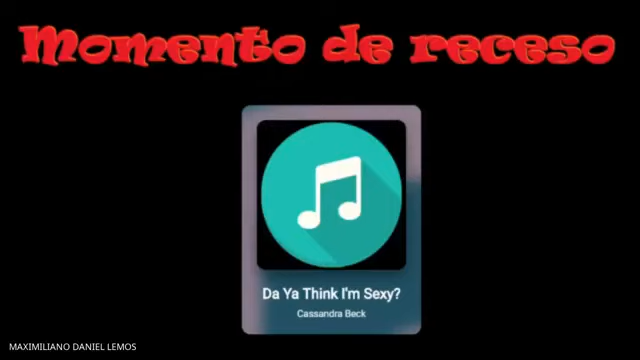 Momento de receso
Da Ya Think I'm Sexy?
Cassandra Beck
MAXIMILIANO DANIEL LEMOS